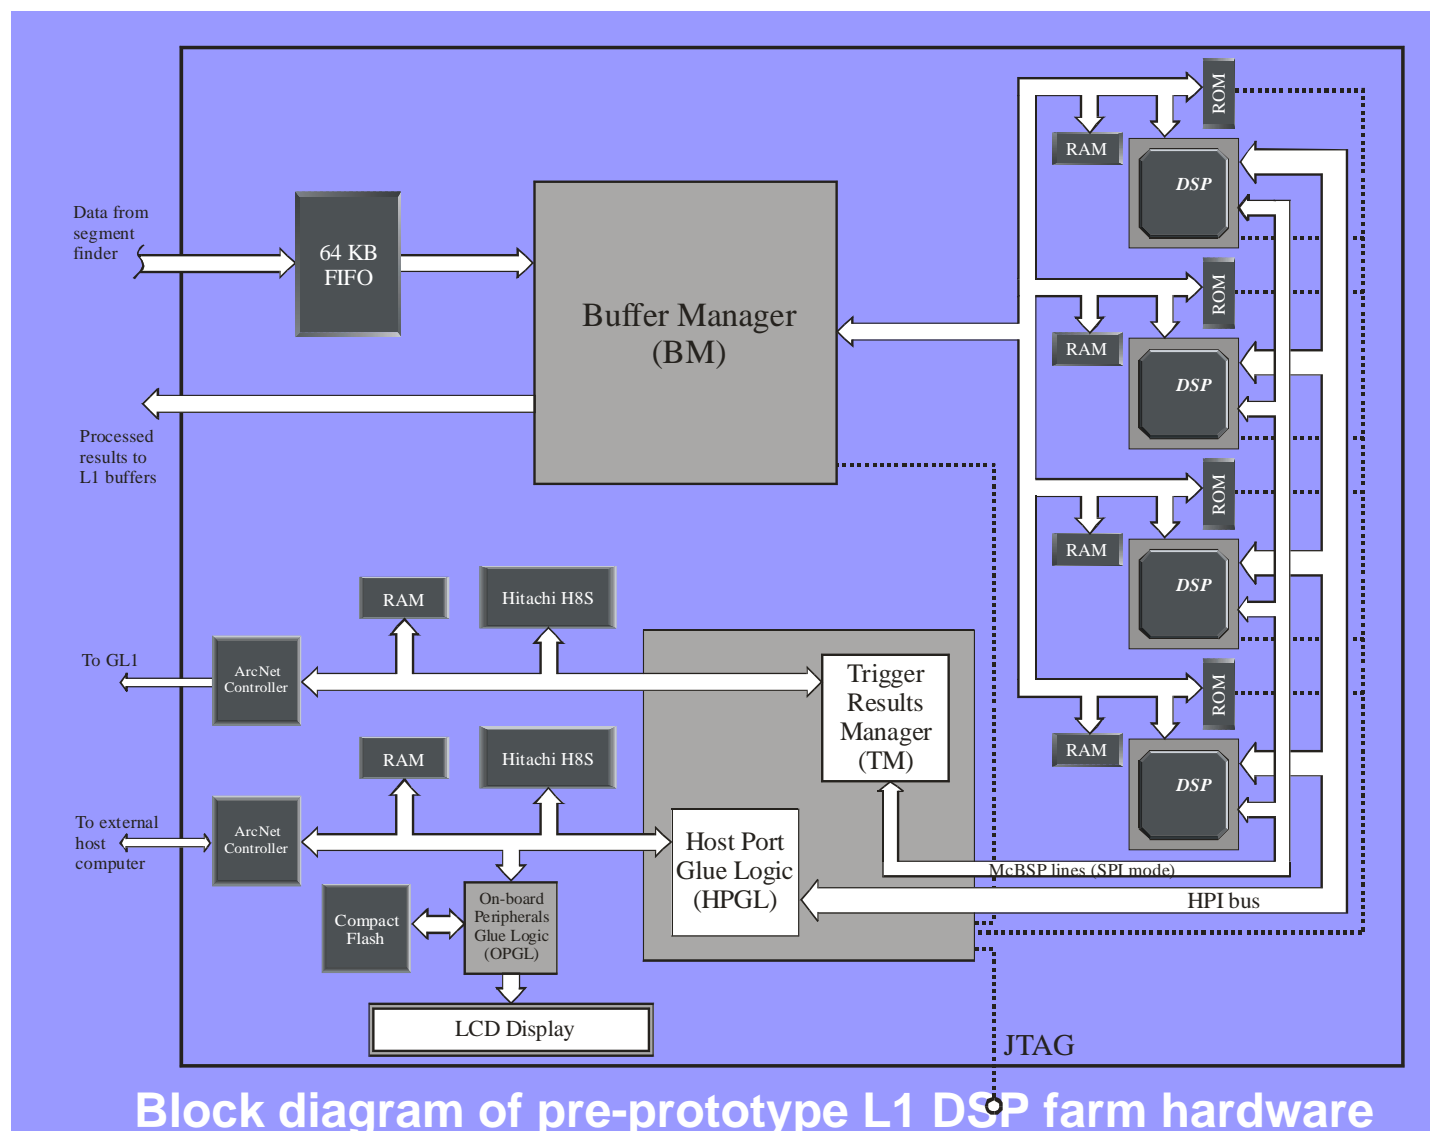 ROM
RAM
DSP
Data from
segment
finder
64 KB
FIFO
Buffer Manager
(BM)
ROM
RAM
DSP
Processed
results to
L1 buffers
ROM
RAM
DSP
RAM
Hitachi H8S
To GL1
ArcNet
Controller
Trigger
Results
Manager
(TM)
ROM
RAM
DSP
RAM
Hitachi H8S
To external
host
computer
ArcNet
Controller
Host Port
Glue Logic
(HPGL)
McBSP lines (SPI mode)
HPI bus
Compact
Flash
On-board
Peripherals
Glue Logic
(OPGL)
LCD Display
JTAG
Block diagram of pre-prototype L1 DSP farm hardware